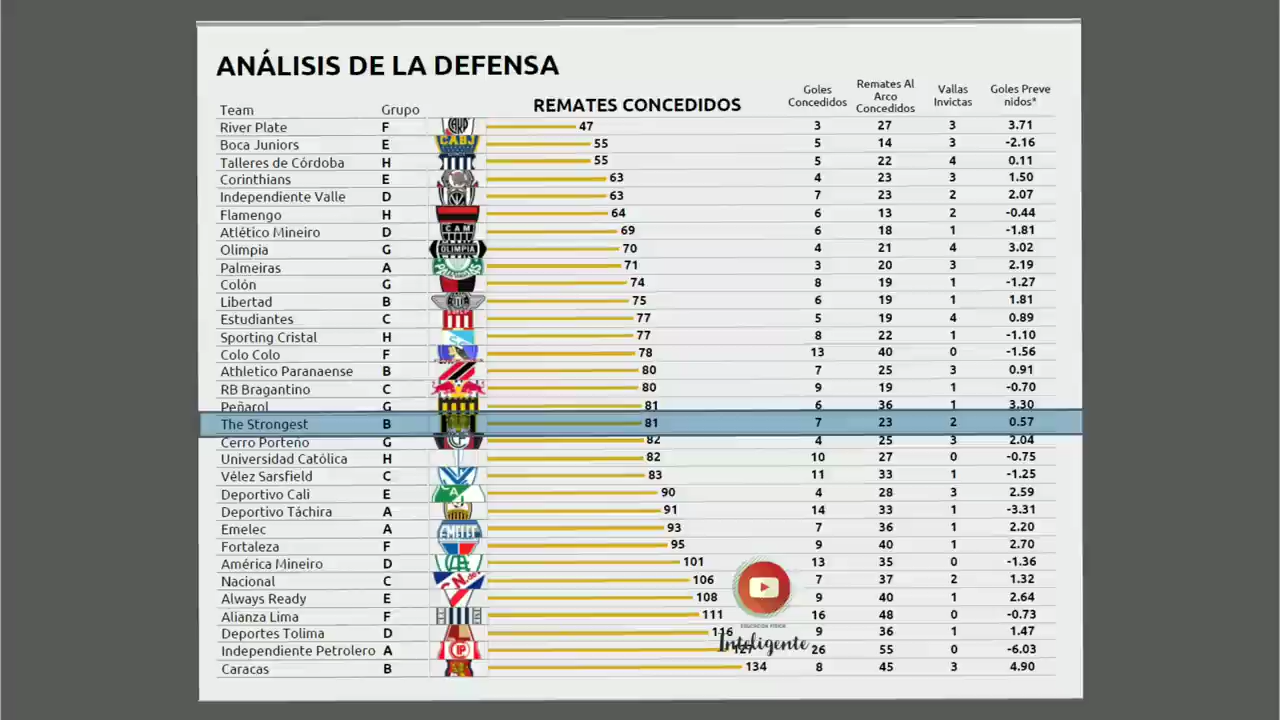 ANÁLISIS DE LA DEFENSA
Team Grupo REMATES CONCEDIDOS Goles Concedidos Remates Al Arco Concedidos Vallas Invictas Goles Preve nidos*
River Plate F 47 3 27 3 3.71
Boca Juniors E 55 5 14 3 -2.16
Talleres de Córdoba H 55 5 22 4 0.11
Corinthians E 63 4 23 3 1.50
Independiente Valle D 63 7 23 2 2.07
Flamengo H 64 6 13 2 -0.44
Atlético Mineiro D 69 6 18 1 -1.81
Olimpia G OLIMPIA 70 4 21 4 3.02
Palmeiras A 71 3 20 3 2.19
Colón G 74 8 19 1 -1.27
Libertad B 75 6 19 1 1.81
Estudiantes C 77 5 19 4 0.89
Sporting Cristal H 77 8 22 1 -1.10
Colo Colo F 78 13 40 0 -1.56
Athletico Paranaense B 80 7 25 3 0.91
RB Bragantino C 80 9 19 1 -0.70
Peñarol G 81 6 36 1 3.30
The Strongest B 81 7 23 2 0.57
Cerro Porteño G 82 4 25 3 2.04
Universidad Católica H 82 10 27 0 -0.75
Vélez Sarsfield C 83 11 33 1 -1.25
Deportivo Cali E 90 4 28 3 2.59
Deportivo Táchira A 91 14 33 1 -3.31
Emelec A EMELEC 93 7 36 1 2.20
Fortaleza F 95 9 40 1 2.70
América Mineiro D 101 13 35 0 -1.36
Nacional C 106 7 37 2 1.32
Always Ready E 108 9 40 1 2.64
Alianza Lima F 111 16 48 0 -0.73
Deportes Tolima D 116 9 36 1 1.47
Independiente Petrolero A 127 26 55 0 -6.03
Caracas B 134 8 45 3 4.90
EDUCACIÓN FÍSICA
Inteligente